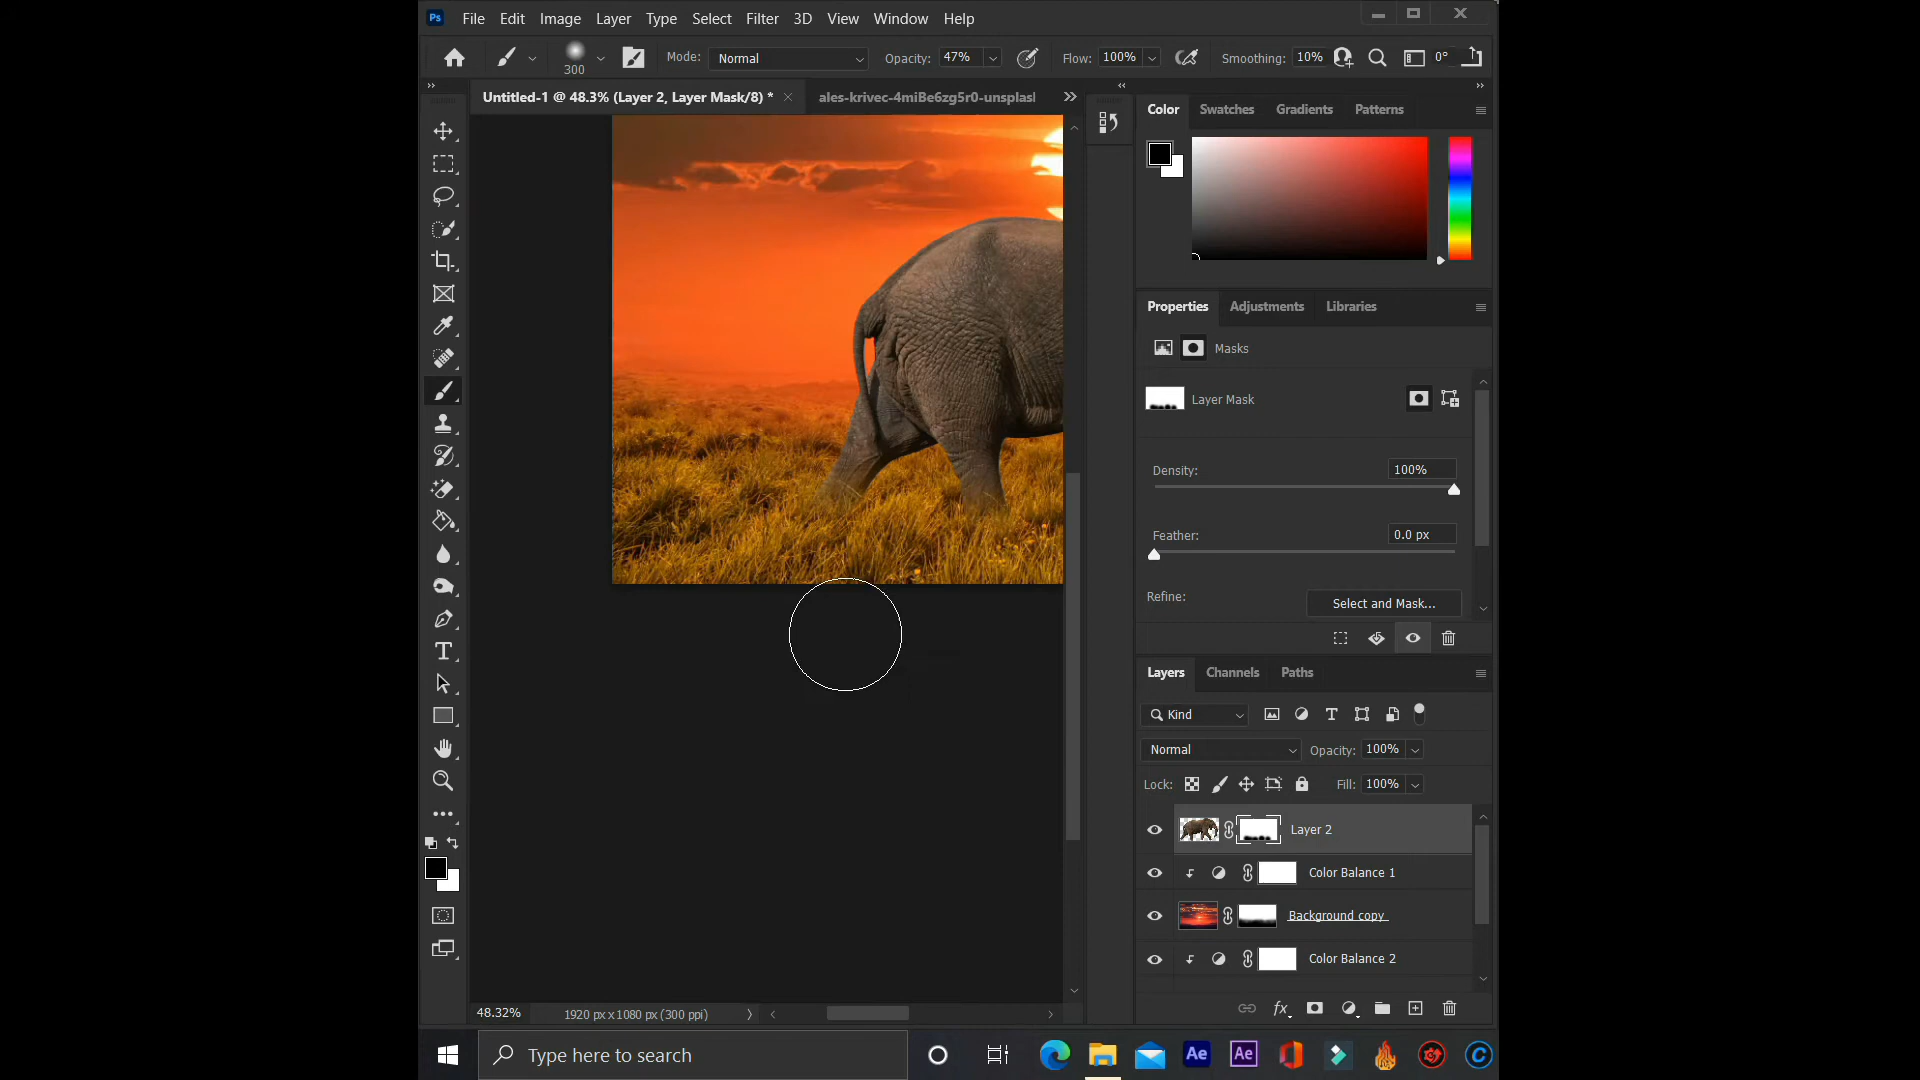 Ps File Edit Image Layer Type Select Filter 3D View Window Help
300 Mode: Normal Opacity: 47% Flow: 100% Smoothing: 10% 0°
Untitled-1 @ 48.3% (Layer 2, Layer Mask/8) * ales-krivec-4miBe6zg5r0-unsplasl
Color Swatches Gradients Patterns
Properties Adjustments Libraries
Masks
Layer Mask
Density: 100%
Feather: 0.0 px
Refine: Select and Mask...
Layers Channels Paths
Kind
Normal Opacity: 100%
Lock: Fill: 100%
Layer 2
Color Balance 1
Background copy
Color Balance 2
fx
48.32% 1920 px x 1080 px (300 ppi)
Type here to search Ae Ae